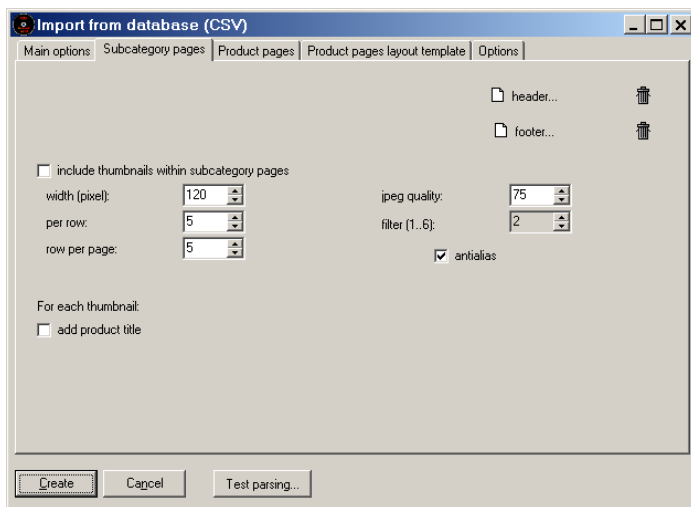 Import from database (CSV)
Main options Subcategory pages Product pages Product pages layout template Options
header...
footer...
include thumbnails within subcategory pages
width (pixel): 120 jpeg quality: 75
per row: 5 filter (1..6): 2
row per page: 5 antialias
For each thumbnail:
add product title
Create Cancel Test parsing...